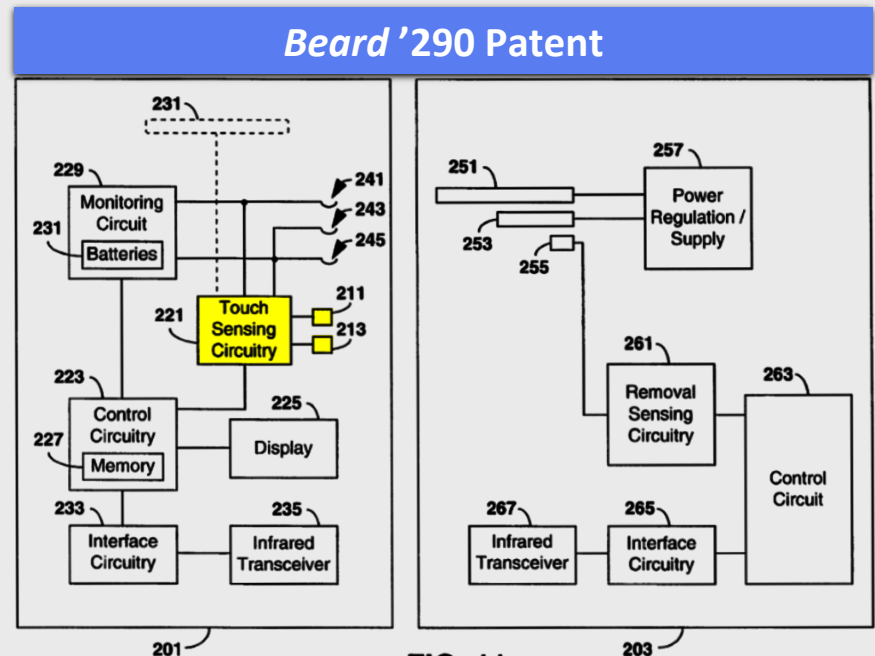 Beard ’290 Patent
231
229
Monitoring
Circuit
231
Batteries
241
243
245
221
Touch
Sensing
Circuitry
211
213
223
Control
Circuitry
227
Memory
225
Display
233
Interface
Circuitry
235
Infrared
Transceiver
201
251
253
255
257
Power
Regulation /
Supply
261
Removal
Sensing
Circuitry
263
Control
Circuit
267
Infrared
Transceiver
265
Interface
Circuitry
203